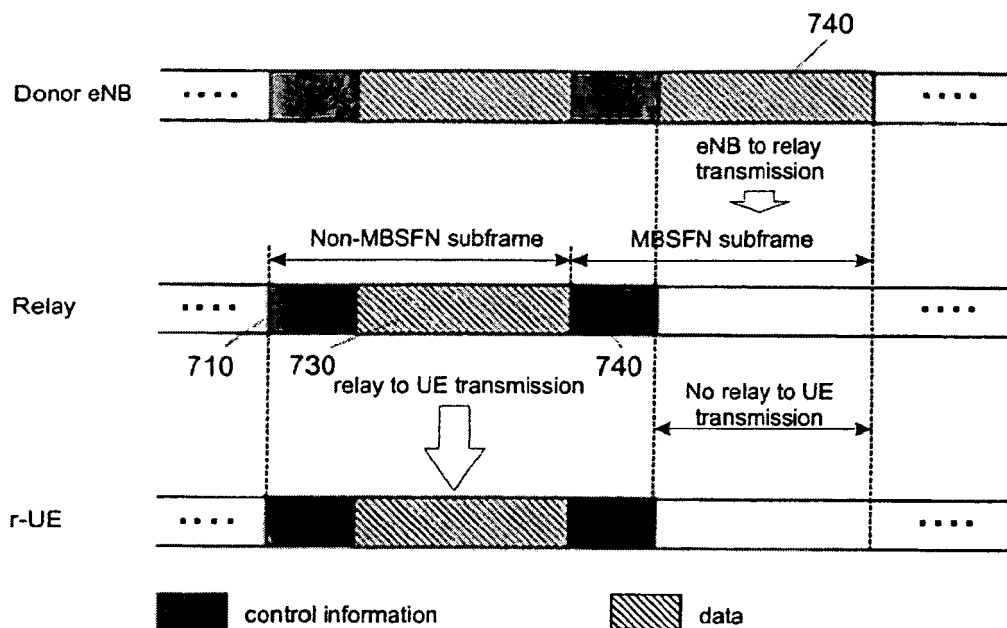 740
Donor eNB
....
....
eNB to relay
transmission
Non-MBSFN subframe
MBSFN subframe
Relay
....
....
710
730
740
relay to UE transmission
No relay to UE
transmission
r-UE
....
....
control information
data